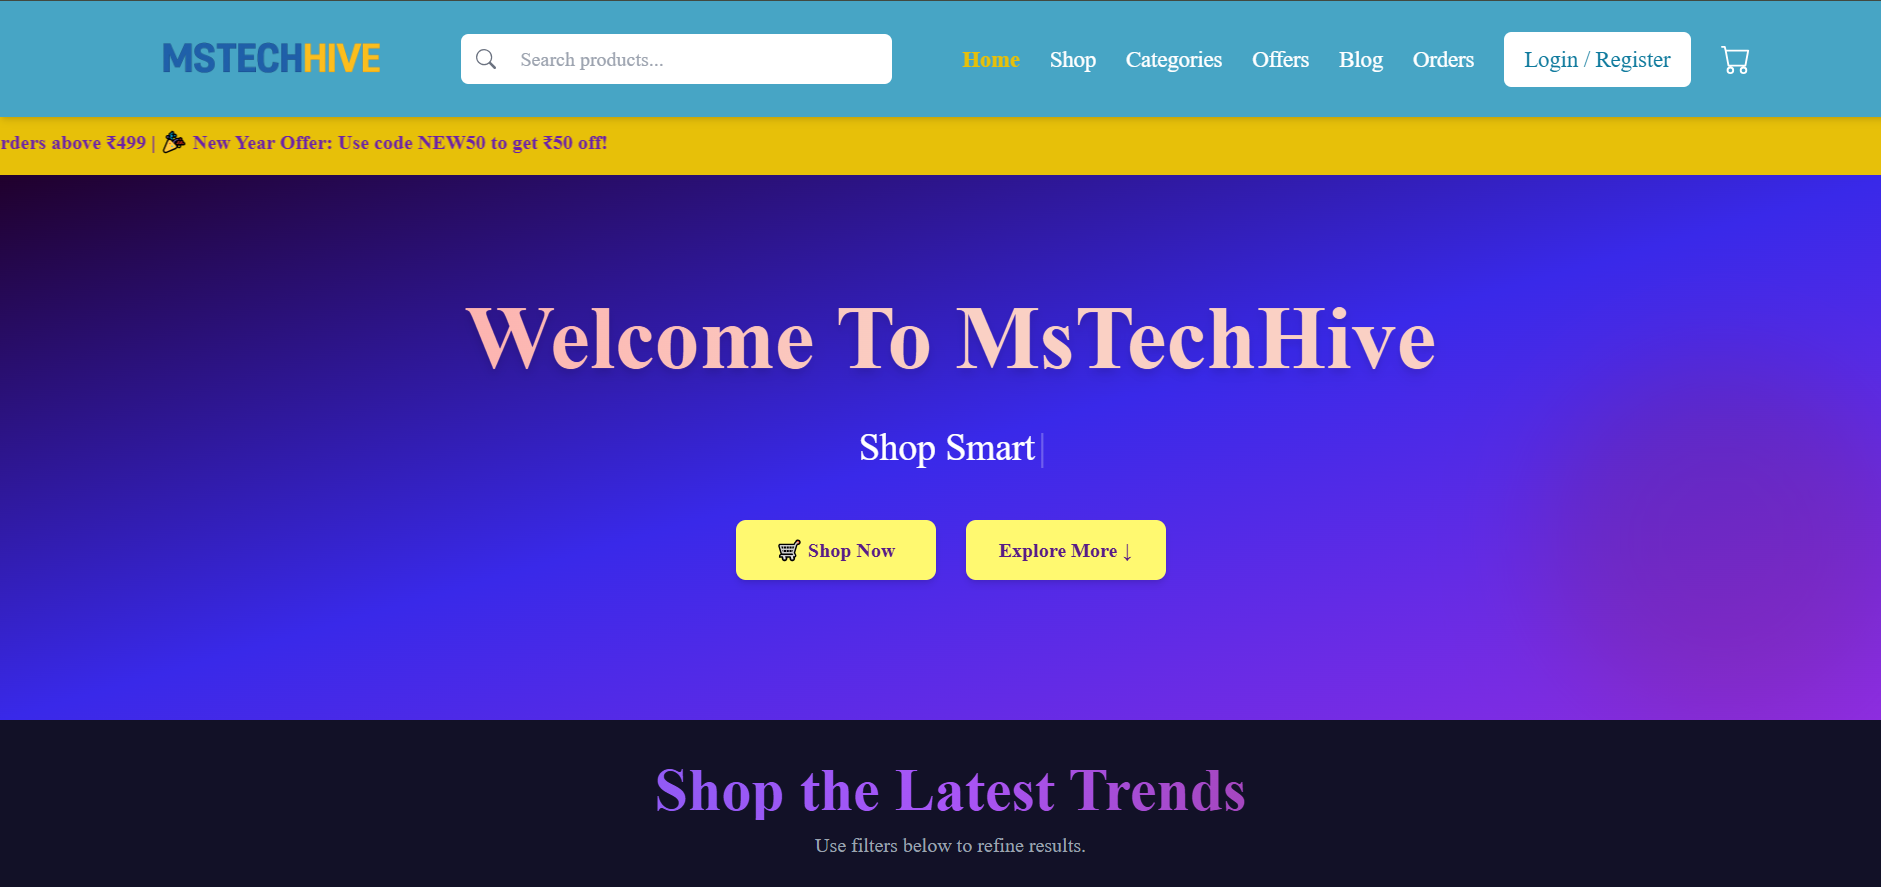 MSTECHHIVE
Search products...
Home Shop Categories Offers Blog Orders Login / Register
rders above ₹499 | 🎉 New Year Offer: Use code NEW50 to get ₹50 off!
Welcome To MsTechHive
Shop Smart|
🛒 Shop Now
Explore More ↓
Shop the Latest Trends
Use filters below to refine results.